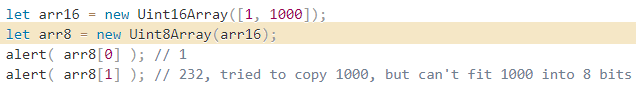 let arr16 = new Uint16Array([1, 1000]);
let arr8 = new Uint8Array(arr16);
alert( arr8[0] ); // 1
alert( arr8[1] ); // 232, tried to copy 1000, but can't fit 1000 into 8 bits